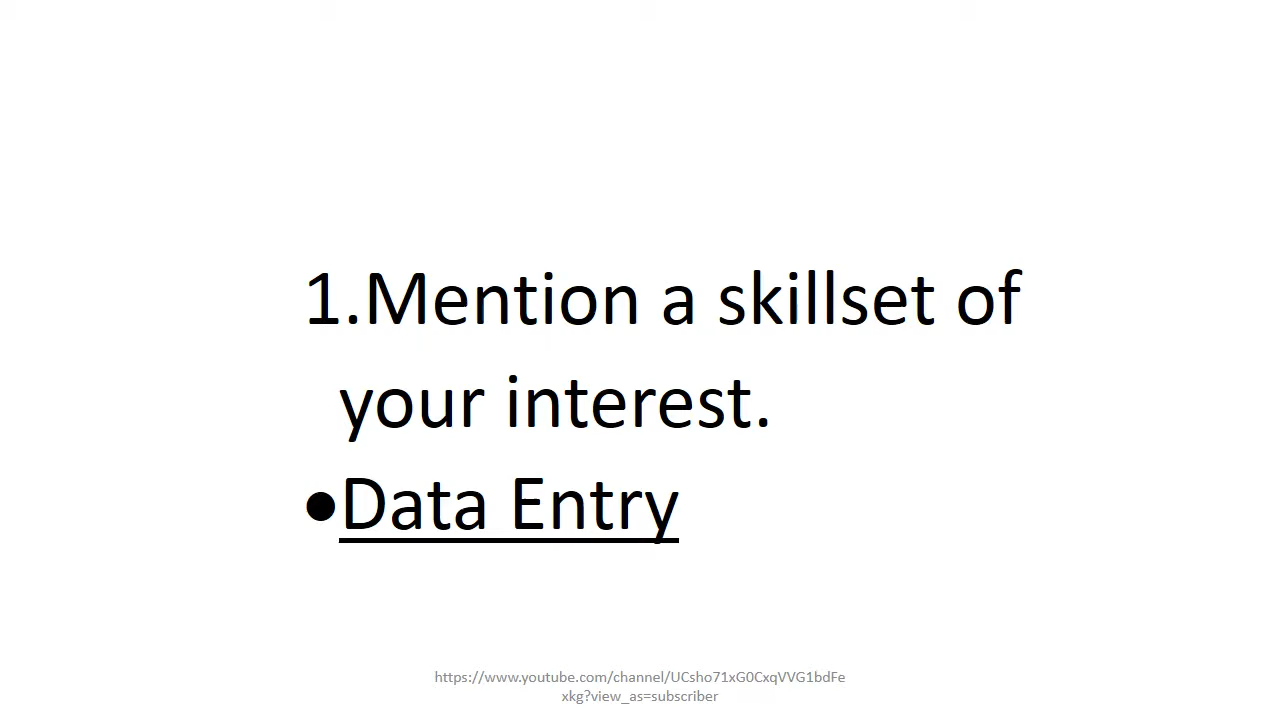 1.Mention a skillset of
your interest.
•Data Entry
https://www.youtube.com/channel/UCsho71xG0CxqVVG1bdFe
xkg?view_as=subscriber